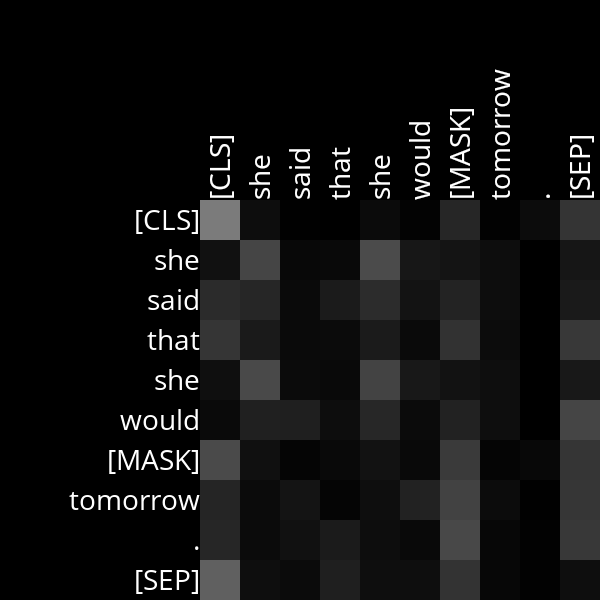 [CLS] she said that she would [MASK] tomorrow . [SEP]
[CLS]
she
said
that
she
would
[MASK]
tomorrow
.
[SEP]